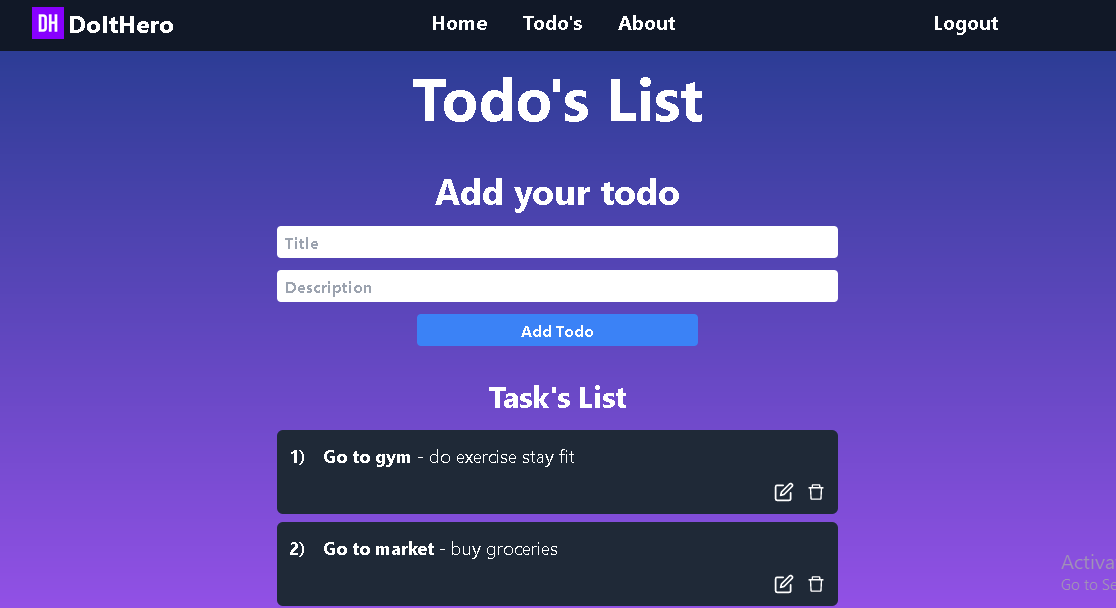 DH DoItHero Home Todo's About Logout
Todo's List
Add your todo
Title
Description
Add Todo
Task's List
1) Go to gym - do exercise stay fit
2) Go to market - buy groceries
Activa
Go to Se